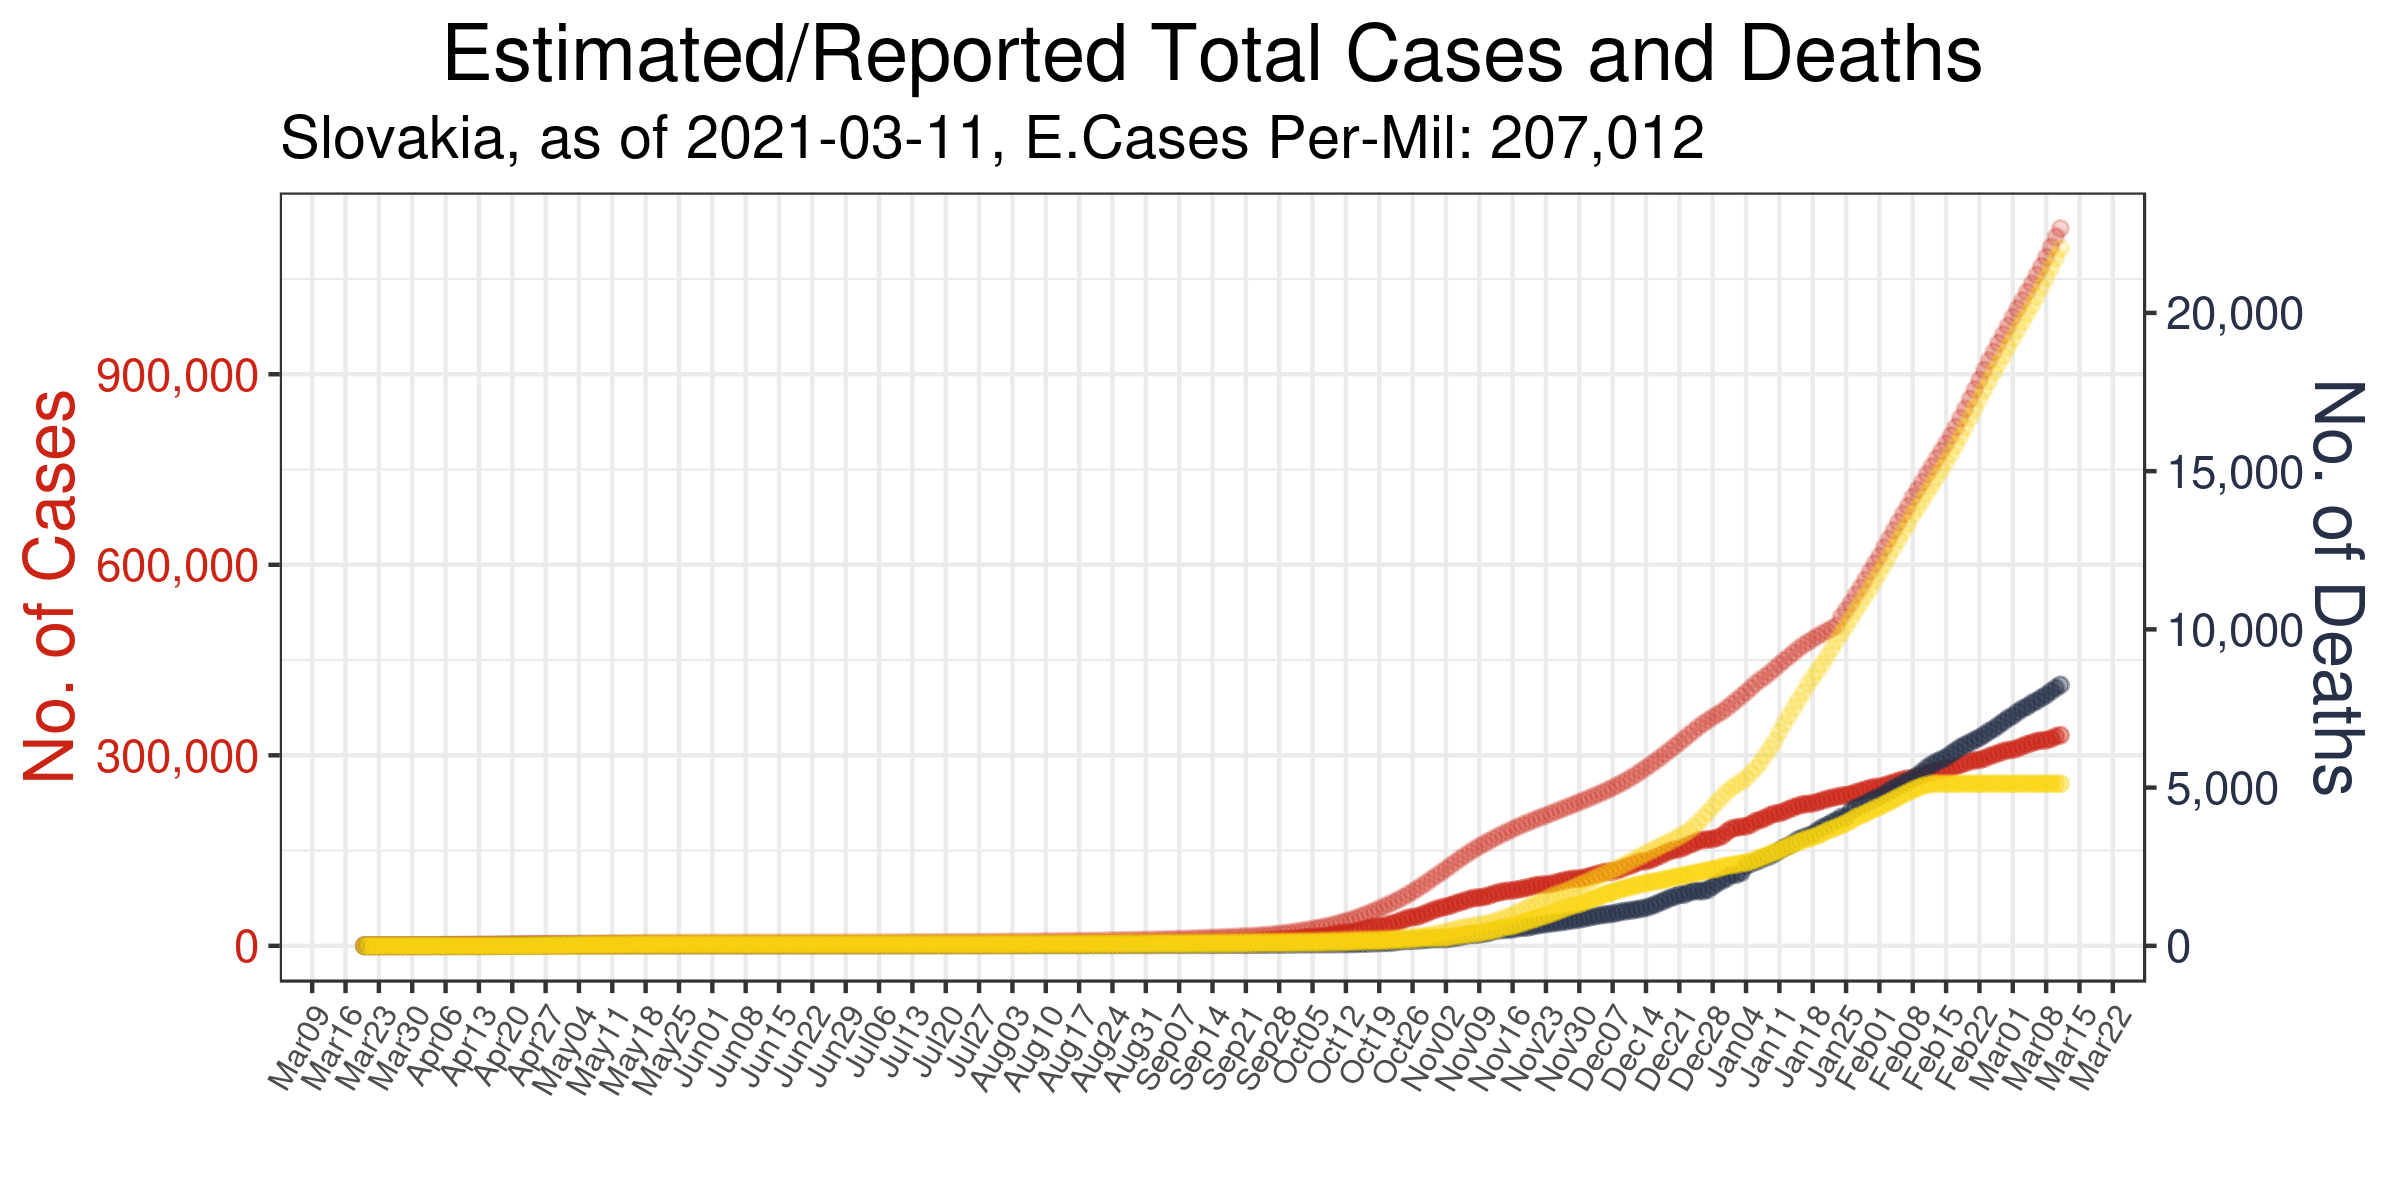 Estimated/Reported Total Cases and Deaths
Slovakia, as of 2021-03-11, E.Cases Per-Mil: 207,012
No. of Cases
900,000
600,000
300,000
0
20,000
15,000
10,000
5,000
0
No. of Deaths
Mar09
Mar16
Mar23
Mar30
Apr06
Apr13
Apr20
Apr27
May04
May11
May18
May25
Jun01
Jun08
Jun15
Jun22
Jun29
Jul06
Jul13
Jul20
Jul27
Aug03
Aug10
Aug17
Aug24
Aug31
Sep07
Sep14
Sep21
Sep28
Oct05
Oct12
Oct19
Oct26
Nov02
Nov09
Nov16
Nov23
Nov30
Dec07
Dec14
Dec21
Dec28
Jan04
Jan11
Jan18
Jan25
Feb01
Feb08
Feb15
Feb22
Mar01
Mar08
Mar15
Mar22